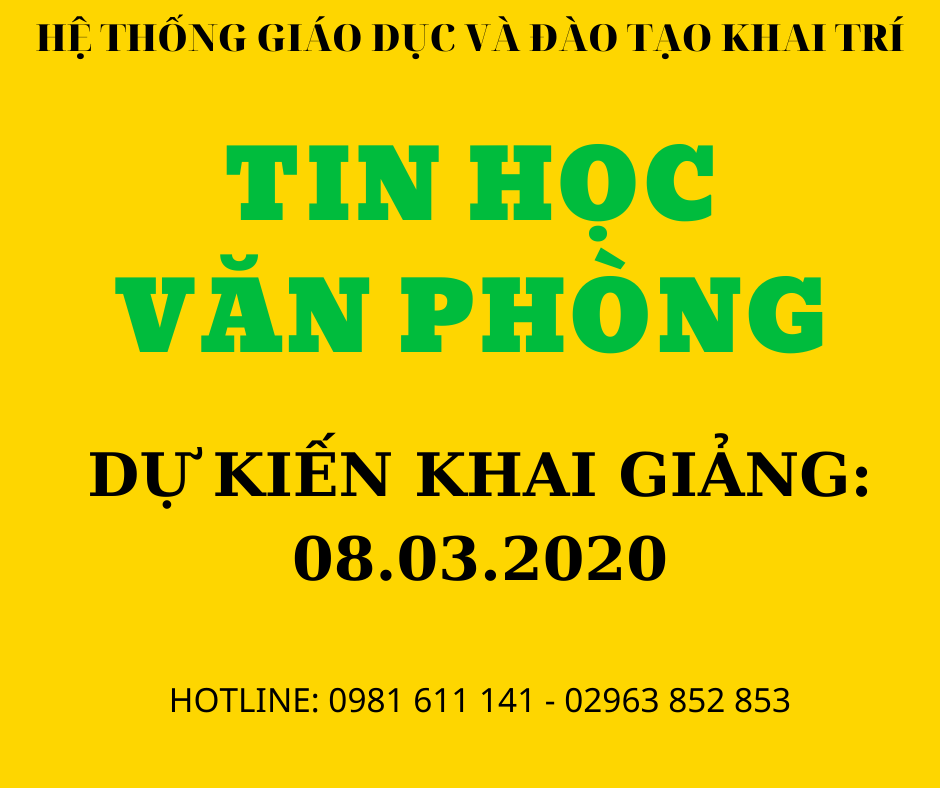 HỆ THỐNG GIÁO DỤC VÀ ĐÀO TẠO KHAI TRÍ
TIN HỌC
VĂN PHÒNG
DỰ KIẾN KHAI GIẢNG:
08.03.2020
HOTLINE: 0981 611 141 - 02963 852 853